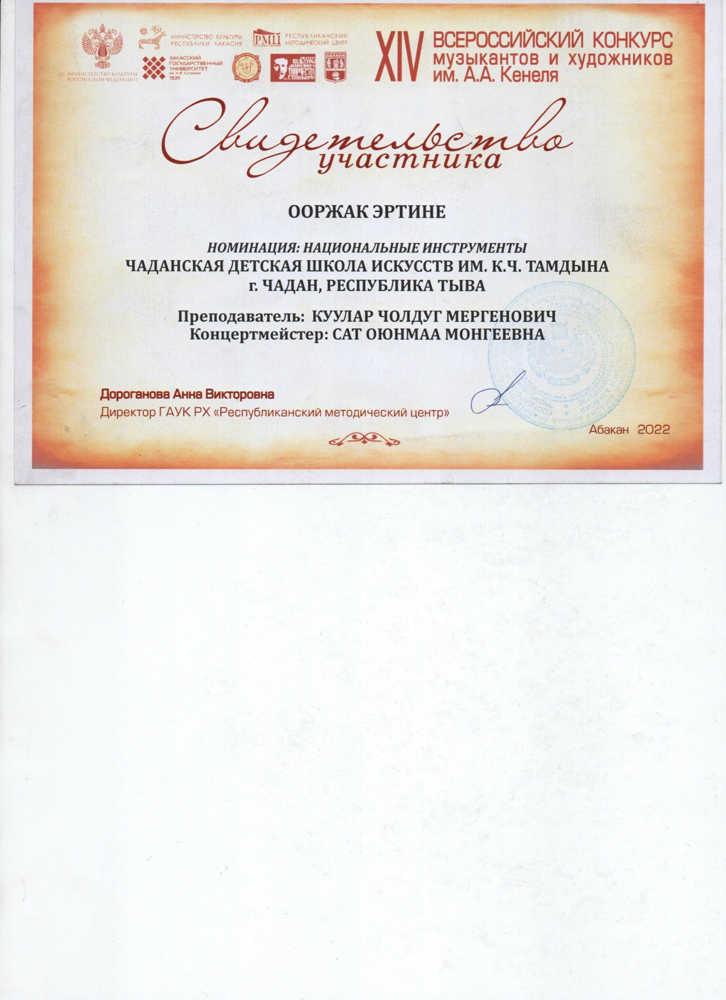 МИНИСТЕРСТВО КУЛЬТУРЫ
РОССИЙСКОЙ ФЕДЕРАЦИИ
МИНИСТЕРСТВО КУЛЬТУРЫ
РЕСПУБЛИКИ ХАКАСИЯ
РМЦ
РЕСПУБЛИКАНСКИЙ
МЕТОДИЧЕСКИЙ ЦЕНТР
ХАКАССКИЙ
ГОСУДАРСТВЕННЫЙ
УНИВЕРСИТЕТ
им. Н.Ф. Катанова
1939
АБАКАН
XIV ВСЕРОССИЙСКИЙ КОНКУРС
музыкантов и художников
им. А.А. Кенеля
Свидетельство
участника
ООРЖАК ЭРТИНЕ
НОМИНАЦИЯ: НАЦИОНАЛЬНЫЕ ИНСТРУМЕНТЫ
ЧАДАНСКАЯ ДЕТСКАЯ ШКОЛА ИСКУССТВ ИМ. К.Ч. ТАМДЫНА
г. ЧАДАН, РЕСПУБЛИКА ТЫВА
Преподаватель: КУУЛАР ЧОЛДУГ МЕРГЕНОВИЧ
Концертмейстер: САТ ОЮНМАА МОНГЕЕВНА
Дороганова Анна Викторовна
Директор ГАУК РХ «Республиканский методический центр»
Абакан 2022